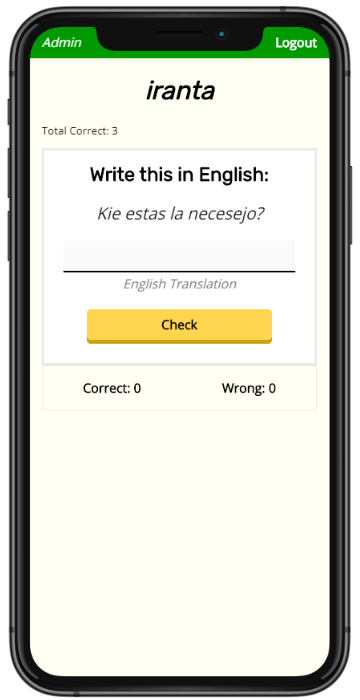 Admin Logout
iranta
Total Correct: 3
Write this in English:
Kie estas la necesejo?
English Translation
Check
Correct: 0 Wrong: 0